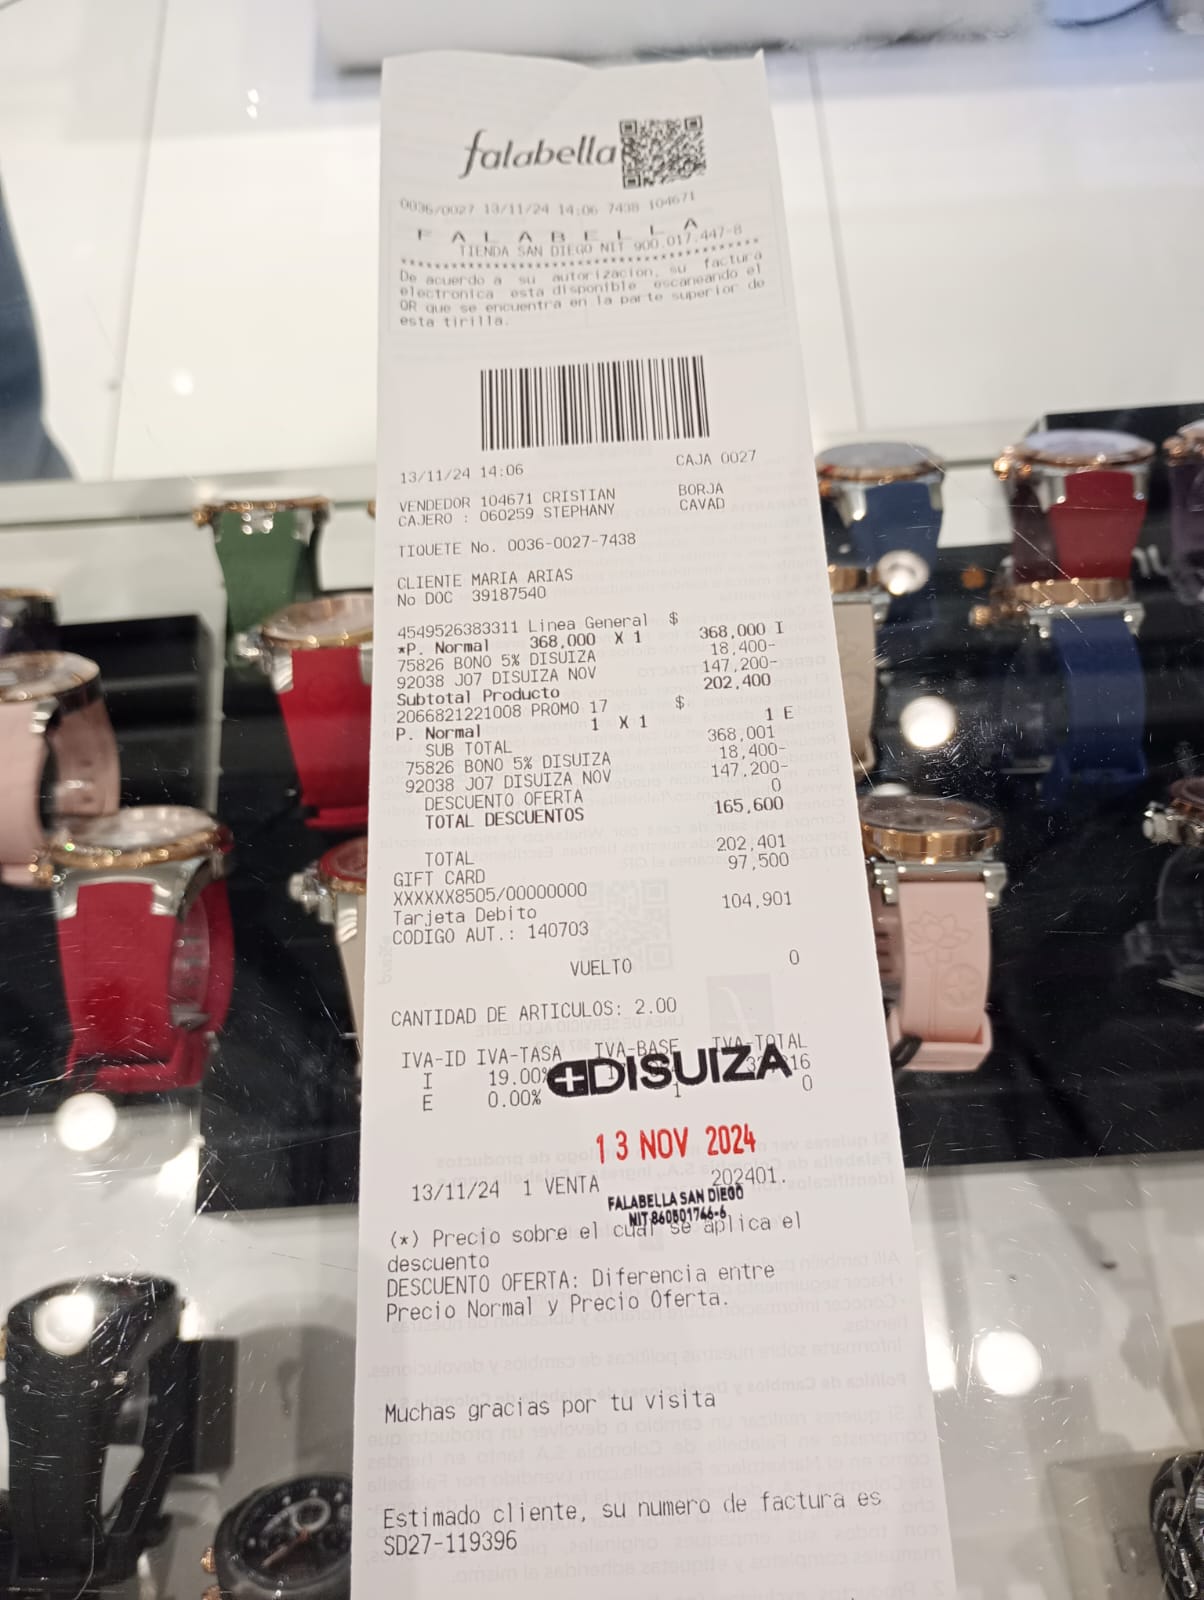 falabella
0036/0027 13/11/24 14:06 7438 104671
F A L A B E L L A
TIENDA SAN DIEGO NIT 900.017.447-8
De acuerdo a su autorizacion, su factura
electronica esta disponible escaneando el
QR que se encuentra en la parte superior de
esta tirilla.
13/11/24 14:06 CAJA 0027
VENDEDOR 104671 CRISTIAN BORJA
CAJERO : 060259 STEPHANY CAVAD
TIQUETE No. 0036-0027-7438
CLIENTE MARIA ARIAS
No DOC 39187540
4549526383311 Linea General $
*P. Normal 368,000 X 1 368,000 I
75826 BONO 5% DISUIZA 18,400-
92038 J07 DISUIZA NOV 147,200-
Subtotal Producto 202,400
2066821221008 PROMO 17 $
P. Normal 1 X 1 1 E
SUB TOTAL 368,001
75826 BONO 5% DISUIZA 18,400-
92038 J07 DISUIZA NOV 147,200-
DESCUENTO OFERTA 0
TOTAL DESCUENTOS 165,600
TOTAL 202,401
GIFT CARD 97,500
XXXXXX8505/00000000
Tarjeta Debito 104,901
CODIGO AUT.: 140703
VUELTO 0
CANTIDAD DE ARTICULOS: 2.00
IVA-ID IVA-TASA IVA-BASE IVA-TOTAL
I 19.00%
E 0.00% 1 0
DISUIZA
13 NOV 2024
13/11/24 1 VENTA 202401.
FALABELLA SAN DIEGO
NIT 860501766-6
(*) Precio sobre el cual se aplica el
descuento
DESCUENTO OFERTA: Diferencia entre
Precio Normal y Precio Oferta.
Muchas gracias por tu visita
Estimado cliente, su numero de factura es
SD27-119396